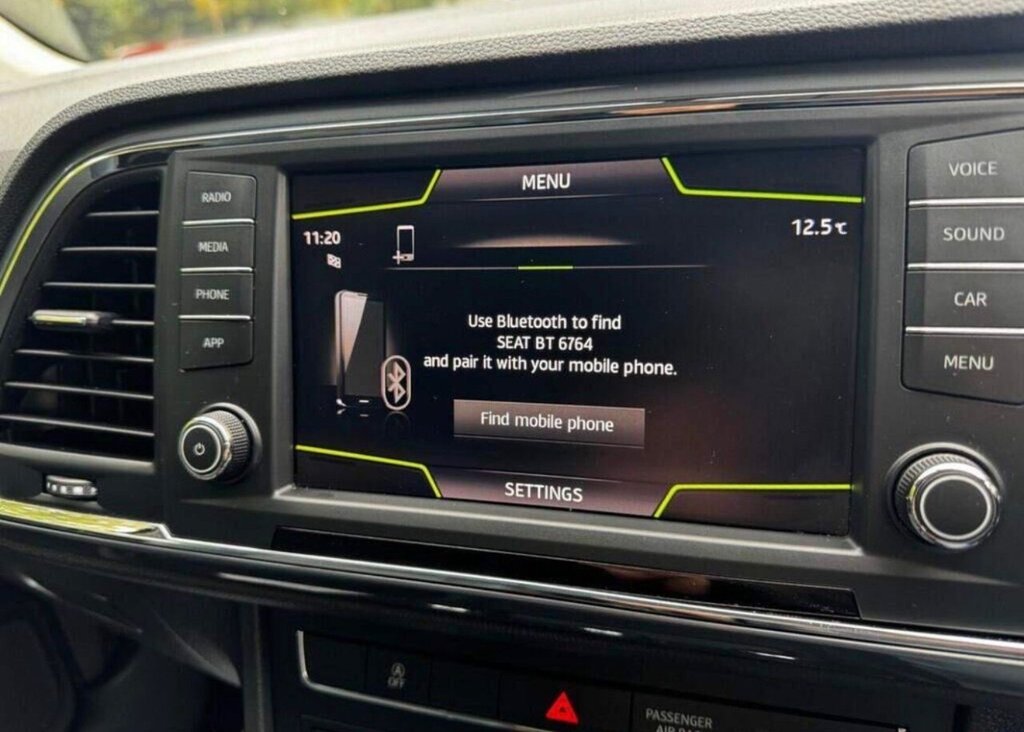 MENU
RADIO
MEDIA
PHONE
APP
11:20
12.5°C
Use Bluetooth to find
SEAT BT 6764
and pair it with your mobile phone.
Find mobile phone
SETTINGS
VOICE
SOUND
CAR
MENU
A
OFF
PASSENGER
AIR BAG